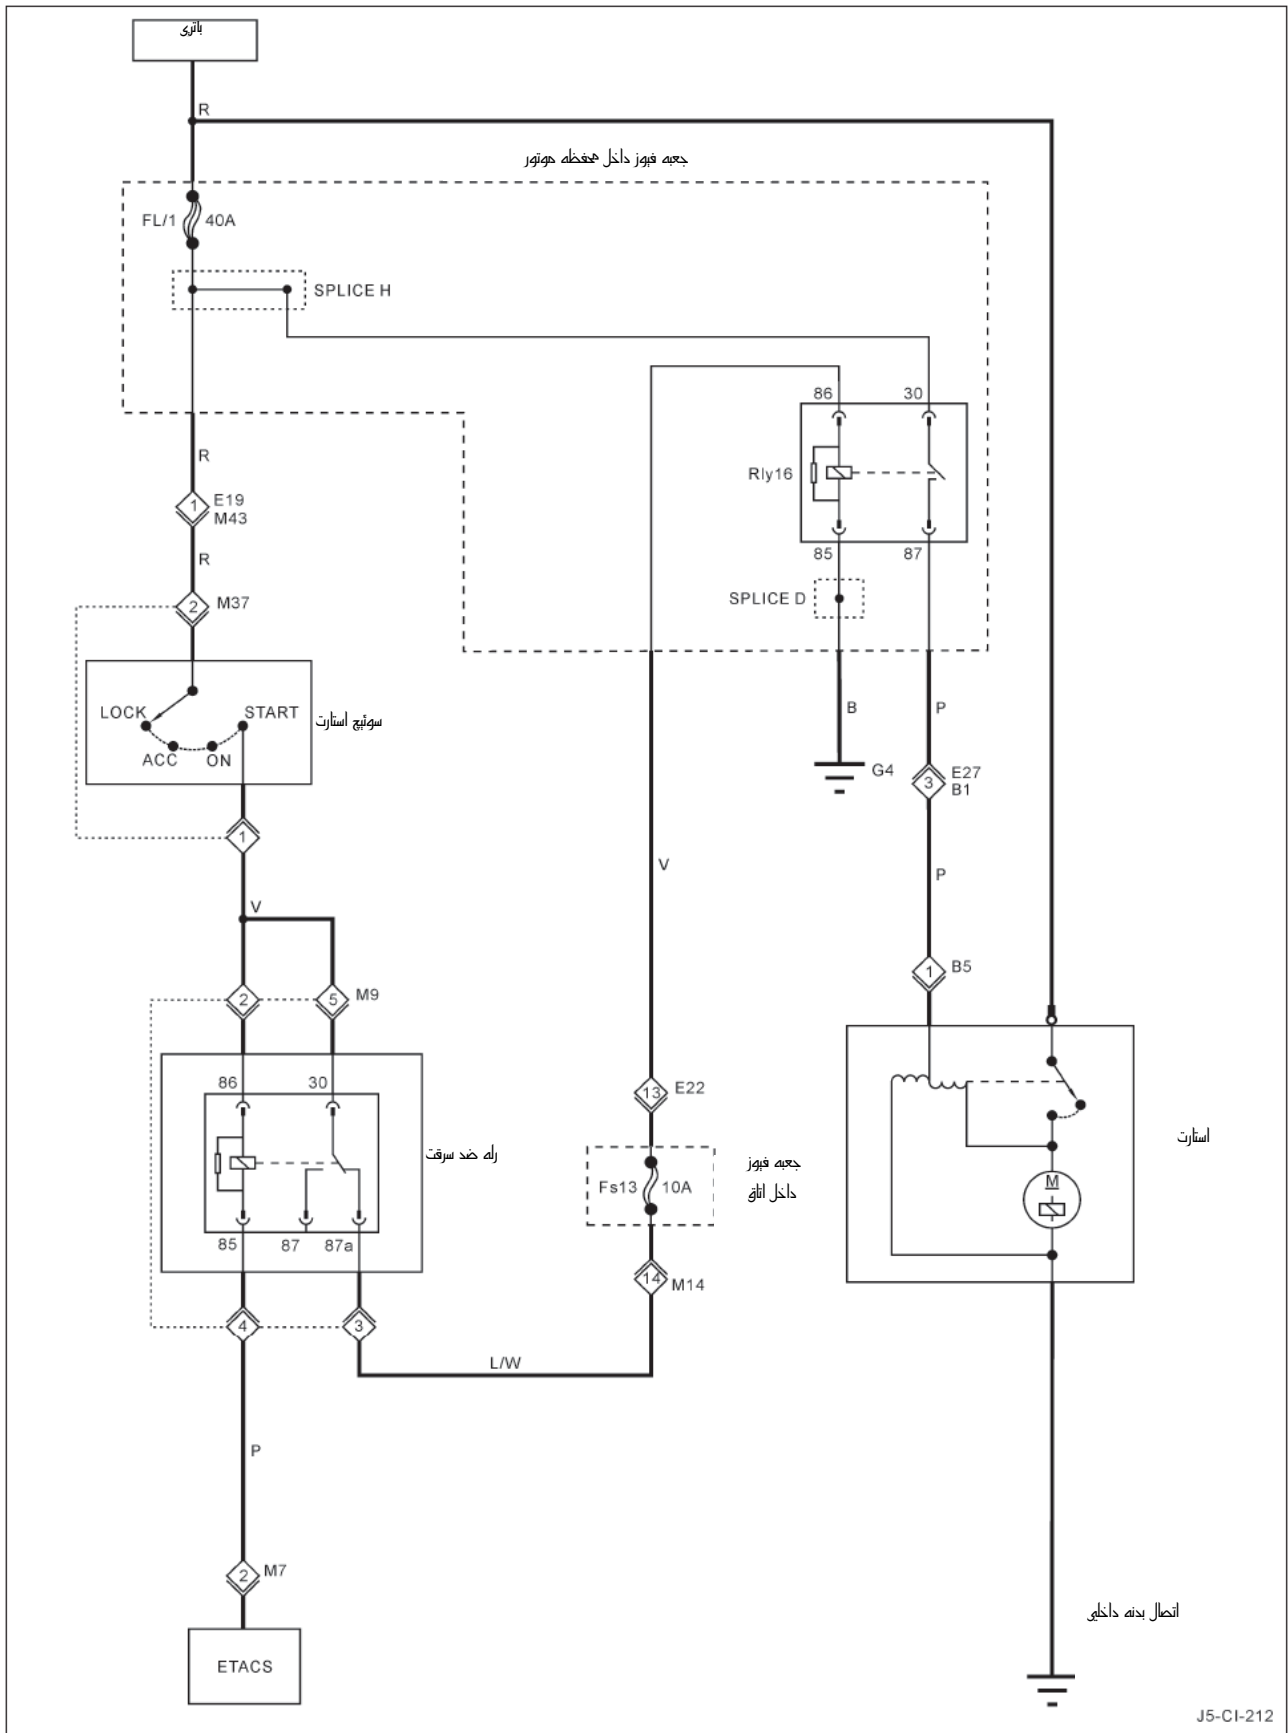 باتری
R
جعبه فیوز داخل محفظه موتور
FL/1 40A
SPLICE H
86 30
Rly16
R
1 E19
M43
85 87
R
SPLICE D
2 M37
LOCK START
سوئیچ استارت
ACC ON
B P
G4
3 E27
B1
1
V
P
V
1 B5
2 5 M9
86 30
13 E22
استارت
رله ضد سرقت
جعبه فیوز
داخل اتاق
Fs13 10A
M
85 87 87a
14 M14
4 3
L/W
P
2 M7
اتصال بدنه داخلی
ETACS
J5-CI-212